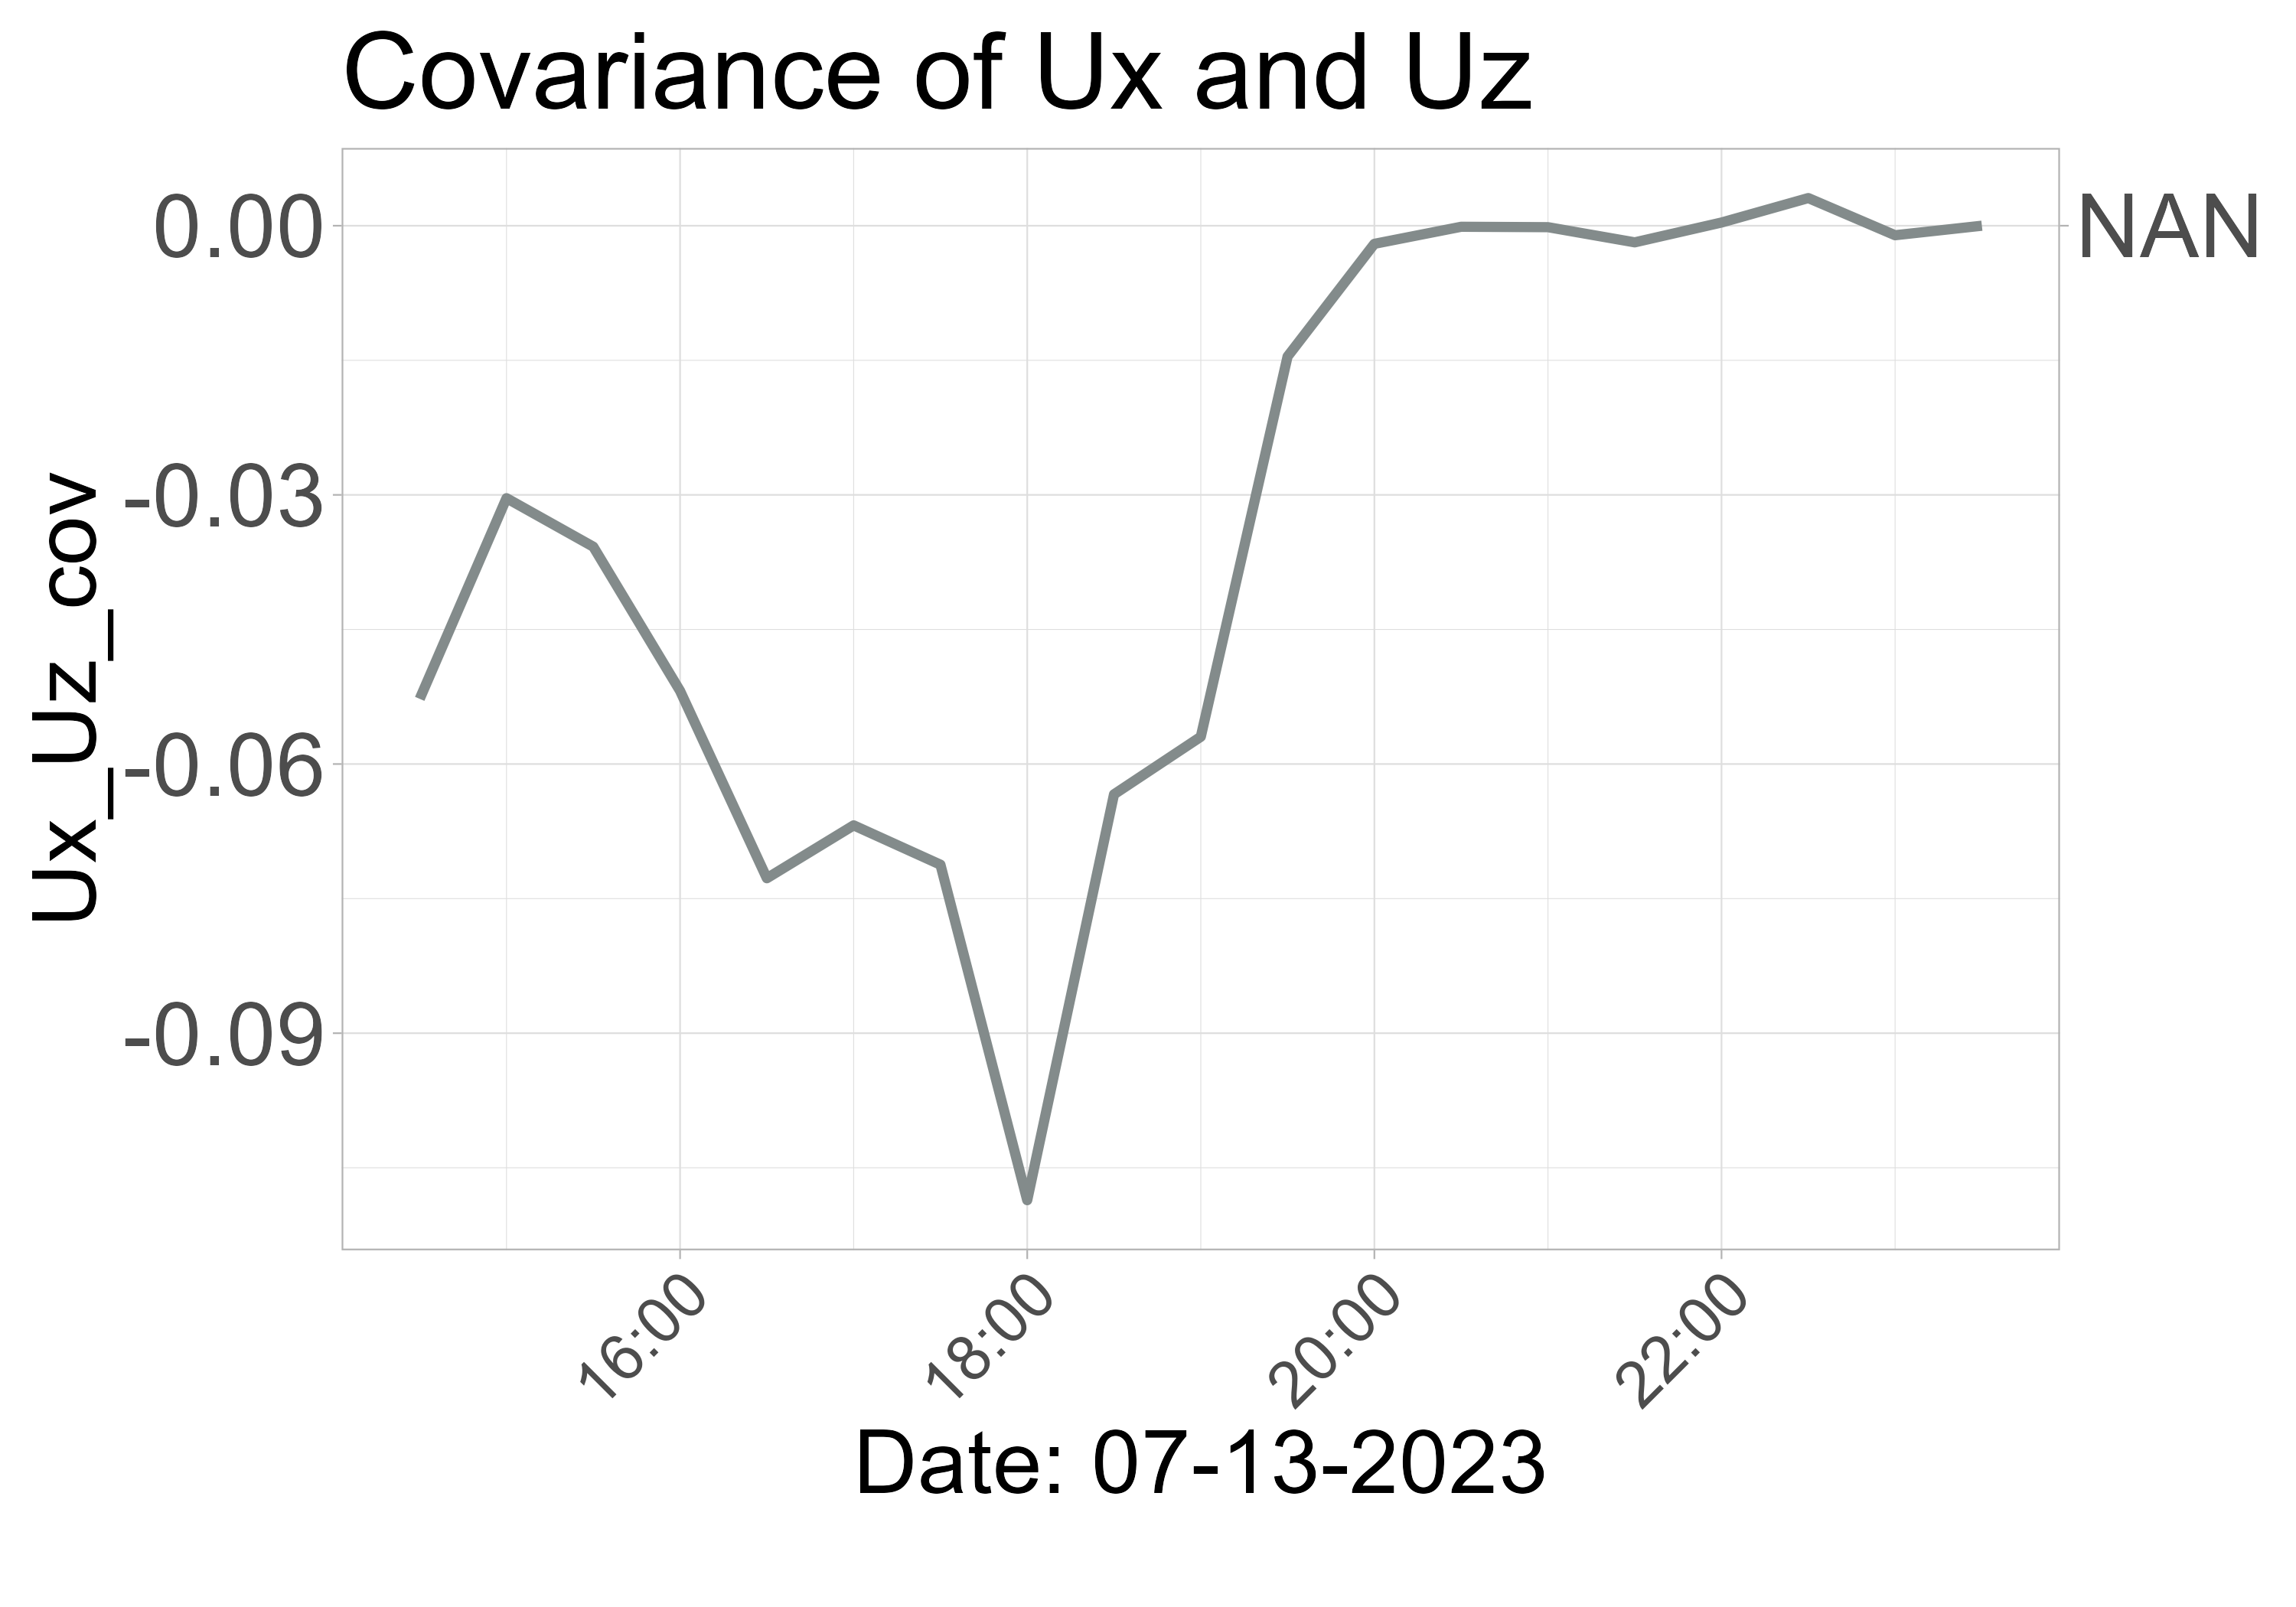 Covariance of Ux and Uz
Ux_Uz_cov
0.00
-0.03
-0.06
-0.09
NAN
16:00
18:00
20:00
22:00
Date: 07-13-2023